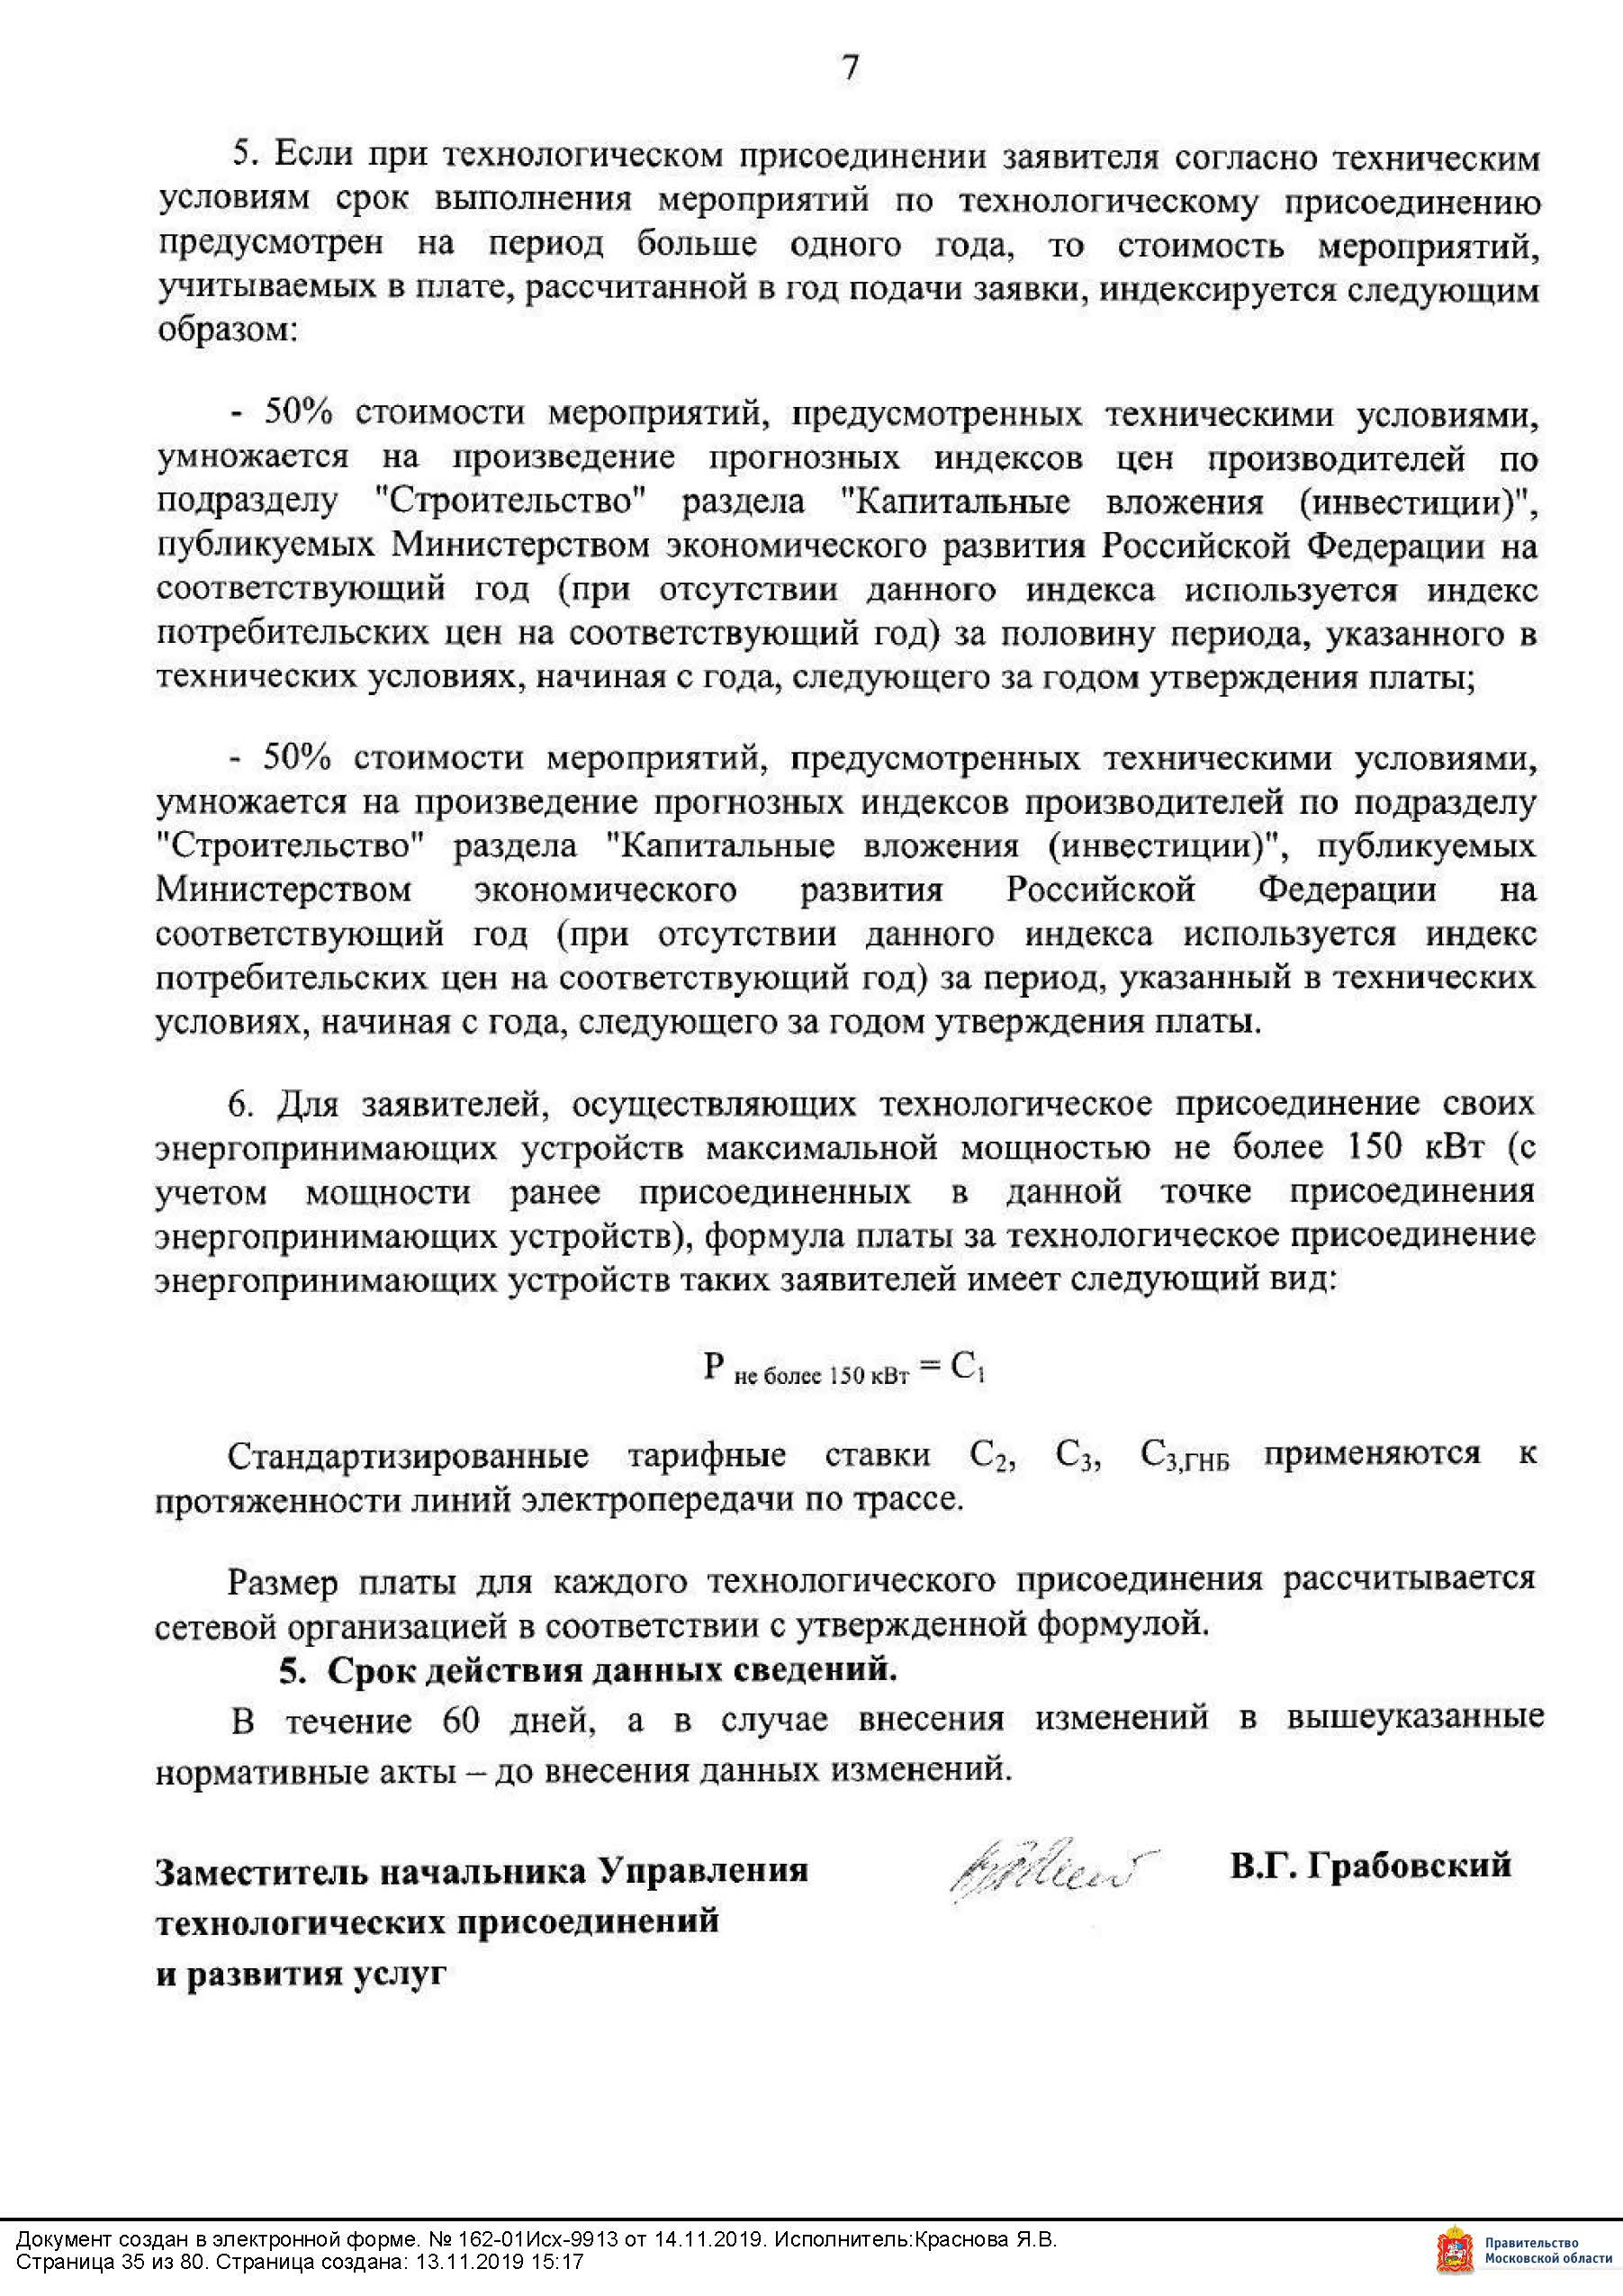 7
5. Если при технологическом присоединении заявителя согласно техническим
условиям срок выполнения мероприятий по технологическому присоединению
предусмотрен на период больше одного года, то стоимость мероприятий,
учитываемых в плате, рассчитанной в год подачи заявки, индексируется следующим
образом:
- 50% стоимости мероприятий, предусмотренных техническими условиями,
умножается на произведение прогнозных индексов цен производителей по
подразделу "Строительство" раздела "Капитальные вложения (инвестиции)",
публикуемых Министерством экономического развития Российской Федерации на
соответствующий год (при отсутствии данного индекса используется индекс
потребительских цен на соответствующий год) за половину периода, указанного в
технических условиях, начиная с года, следующего за годом утверждения платы;
- 50% стоимости мероприятий, предусмотренных техническими условиями,
умножается на произведение прогнозных индексов производителей по подразделу
"Строительство" раздела "Капитальные вложения (инвестиции)", публикуемых
Министерством экономического развития Российской Федерации на
соответствующий год (при отсутствии данного индекса используется индекс
потребительских цен на соответствующий год) за период, указанный в технических
условиях, начиная с года, следующего за годом утверждения платы.
6. Для заявителей, осуществляющих технологическое присоединение своих
энергопринимающих устройств максимальной мощностью не более 150 кВт (с
учетом мощности ранее присоединенных в данной точке присоединения
энергопринимающих устройств), формула платы за технологическое присоединение
энергопринимающих устройств таких заявителей имеет следующий вид:
Р не более 150 кВт = С1
Стандартизированные тарифные ставки С2, С3, С3,ГНБ применяются к
протяженности линий электропередачи по трассе.
Размер платы для каждого технологического присоединения рассчитывается
сетевой организацией в соответствии с утвержденной формулой.
5. Срок действия данных сведений.
В течение 60 дней, а в случае внесения изменений в вышеуказанные
нормативные акты – до внесения данных изменений.
Заместитель начальника Управления В.Г. Грабовский
технологических присоединений
и развития услуг
Документ создан в электронной форме. № 162-01Исх-9913 от 14.11.2019. Исполнитель:Краснова Я.В.
Страница 35 из 80. Страница создана: 13.11.2019 15:17
Правительство
Московской области